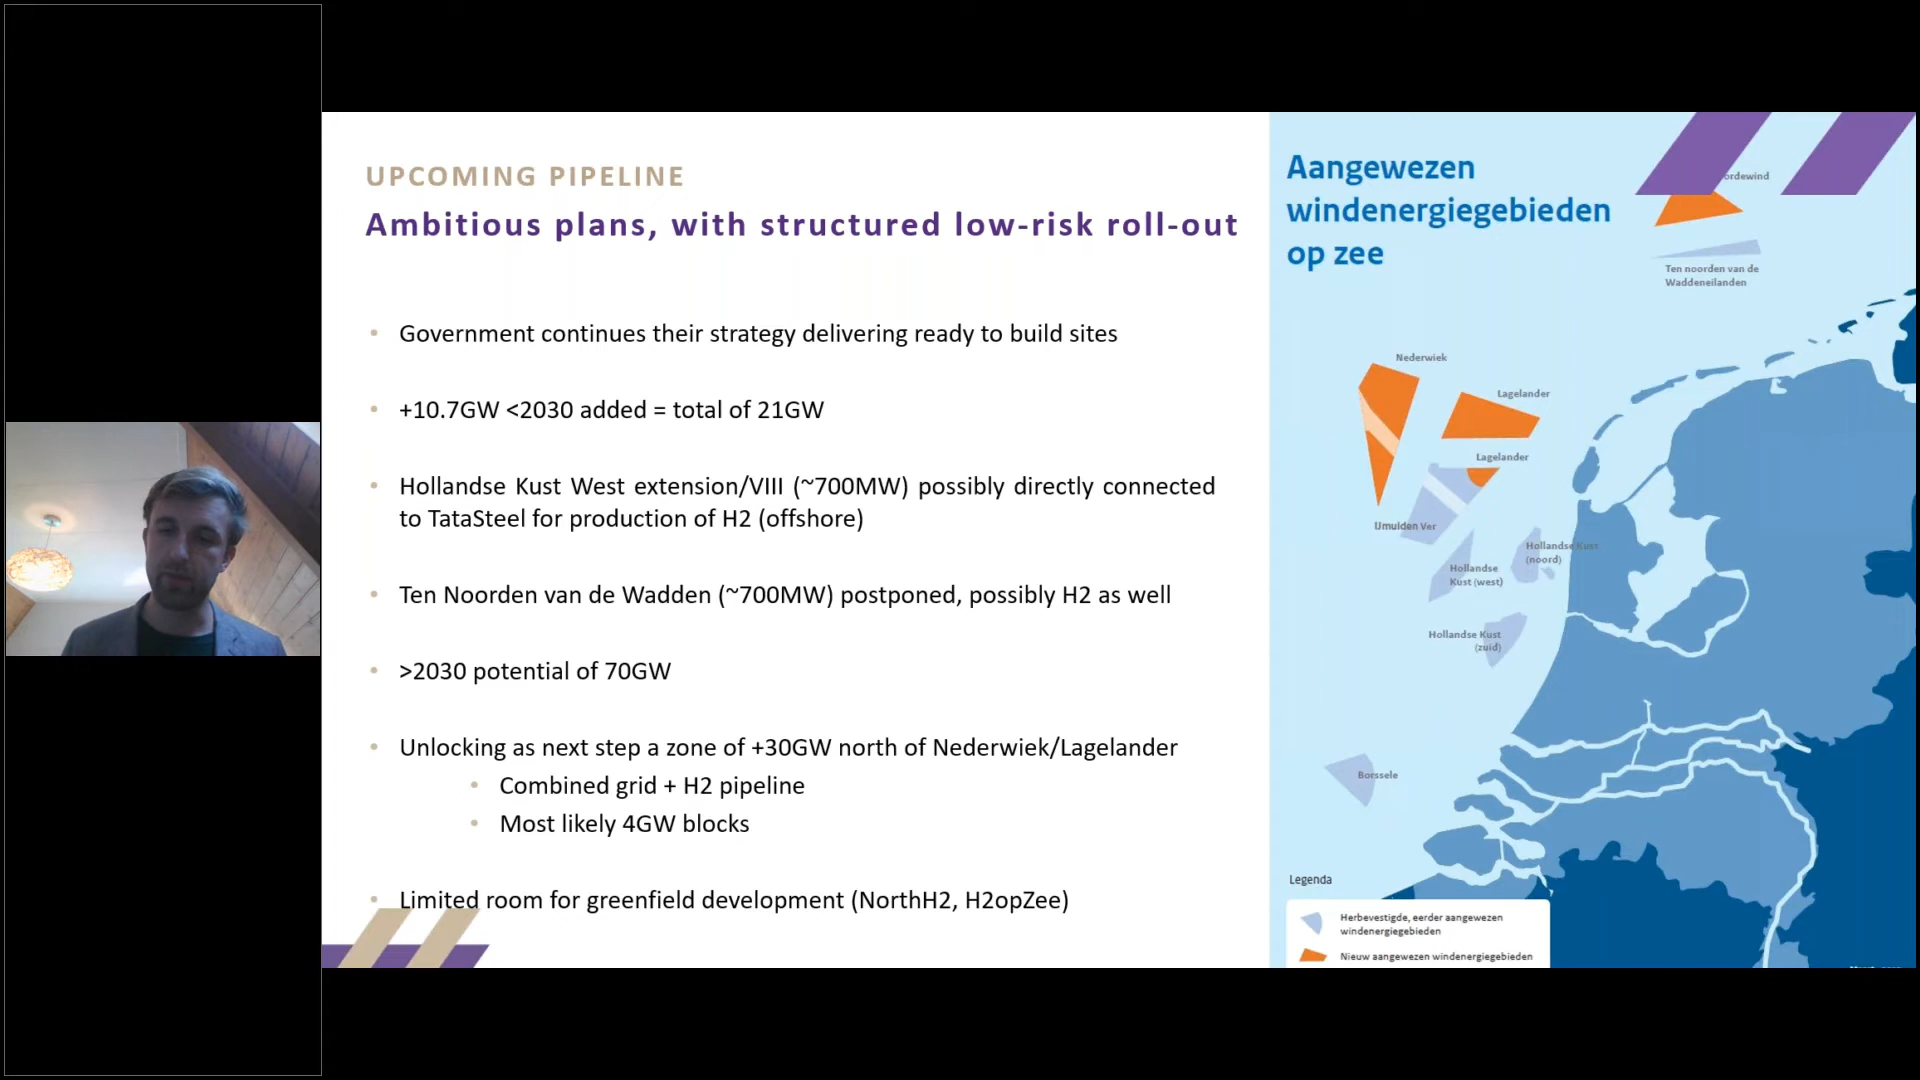 UPCOMING PIPELINE
Ambitious plans, with structured low-risk roll-out
• Government continues their strategy delivering ready to build sites
• +10.7GW <2030 added = total of 21GW
• Hollandse Kust West extension/VIII (~700MW) possibly directly connected
to TataSteel for production of H2 (offshore)
• Ten Noorden van de Wadden (~700MW) postponed, possibly H2 as well
• >2030 potential of 70GW
• Unlocking as next step a zone of +30GW north of Nederwiek/Lagelander
• Combined grid + H2 pipeline
• Most likely 4GW blocks
• Limited room for greenfield development (NorthH2, H2opZee)
Aangewezen
windenergiegebieden
op zee
ordewind
Ten noorden van de
Waddeneilanden
Nederwiek
Lagelander
Lagelander
IJmuiden Ver
Hollandse Kust
(noord)
Hollandse
Kust (west)
Hollandse Kust
(zuid)
Borssele
Legenda
Herbevestigde, eerder aangewezen
windenergiegebieden
Nieuw aangewezen windenergiegebieden